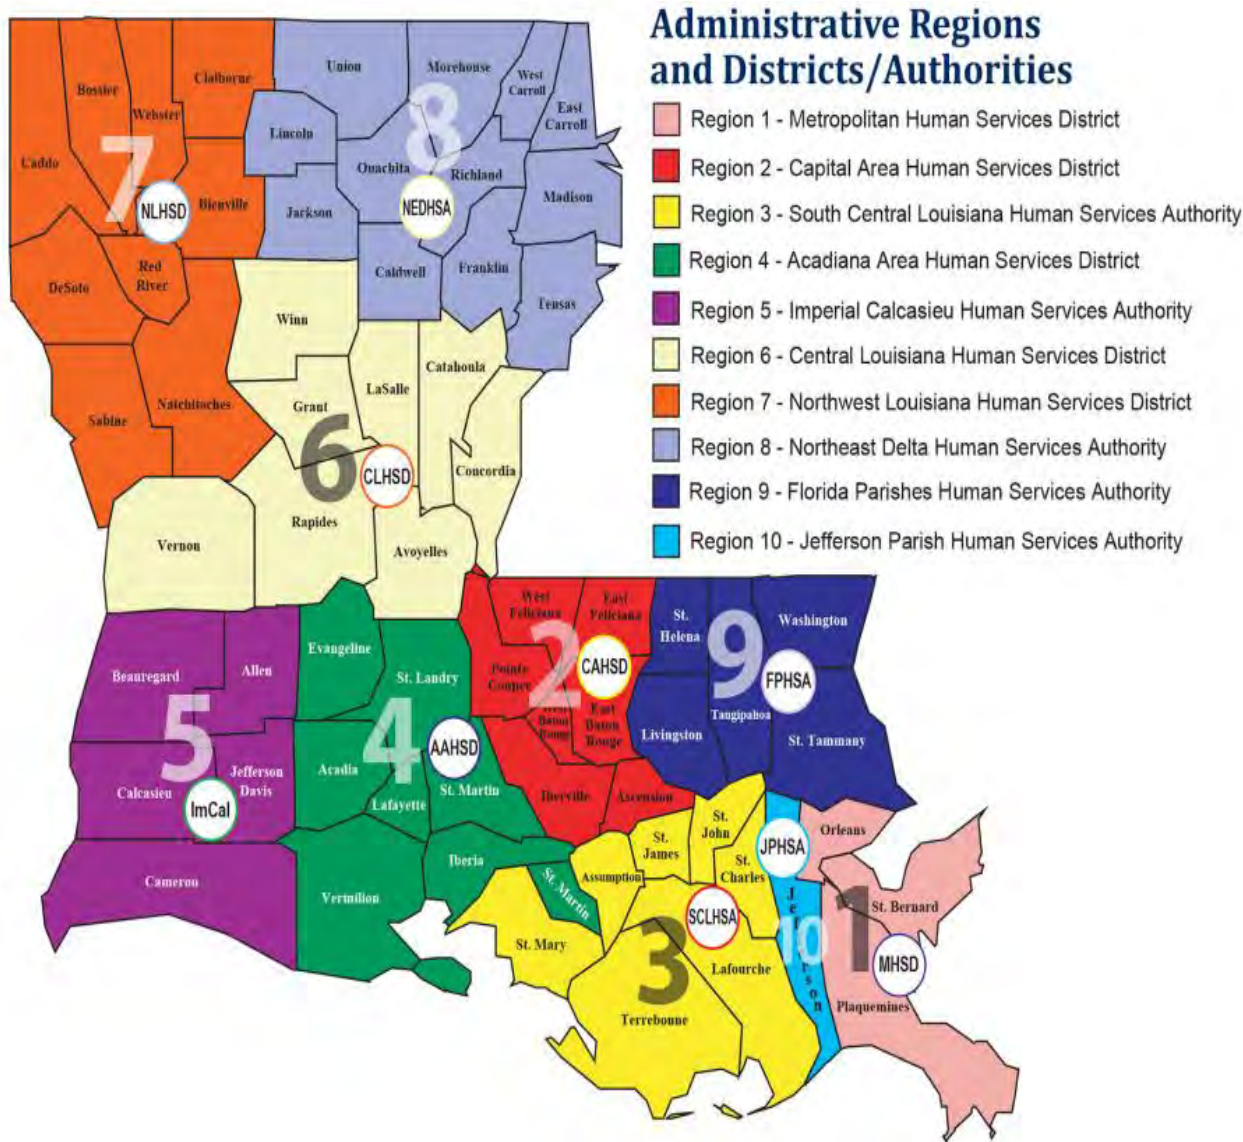 Administrative Regions
and Districts/Authorities
Region 1 - Metropolitan Human Services District
Region 2 - Capital Area Human Services District
Region 3 - South Central Louisiana Human Services Authority
Region 4 - Acadiana Area Human Services District
Region 5 - Imperial Calcasieu Human Services Authority
Region 6 - Central Louisiana Human Services District
Region 7 - Northwest Louisiana Human Services District
Region 8 - Northeast Delta Human Services Authority
Region 9 - Florida Parishes Human Services Authority
Region 10 - Jefferson Parish Human Services Authority
Caddo
Bossier
Webster
Claiborne
7
NLHSD
Bienville
DeSoto
Red
River
Sabine
Natchitoches
Union
Morehouse
West
Carroll
East
Carroll
Lincoln
8
Ouachita
Richland
NEDHSA
Jackson
Madison
Caldwell
Franklin
Tensas
Winn
LaSalle
Catahoula
Grant
6
CLHSD
Concordia
Rapides
Vernon
Avoyelles
Beauregard
Allen
5
Calcasieu
Jefferson
Davis
ImCal
Cameron
Evangeline
St. Landry
4
AAHSD
Acadia
Lafayette
St. Martin
Iberia
Vermilion
St. Martin
West
Feliciana
East
Feliciana
2
CAHSD
Pointe
Coupee
West
Baton
Rouge
East
Baton
Rouge
Iberville
Ascension
St.
Helena
9
Washington
FPHSA
Tangipahoa
Livingston
St. Tammany
St.
James
St.
John
St.
Charles
Assumption
SCLHSA
St. Mary
3
Lafourche
Terrebonne
JPHSA
Jefferson
10
Orleans
St. Bernard
1
MHSD
Plaquemines